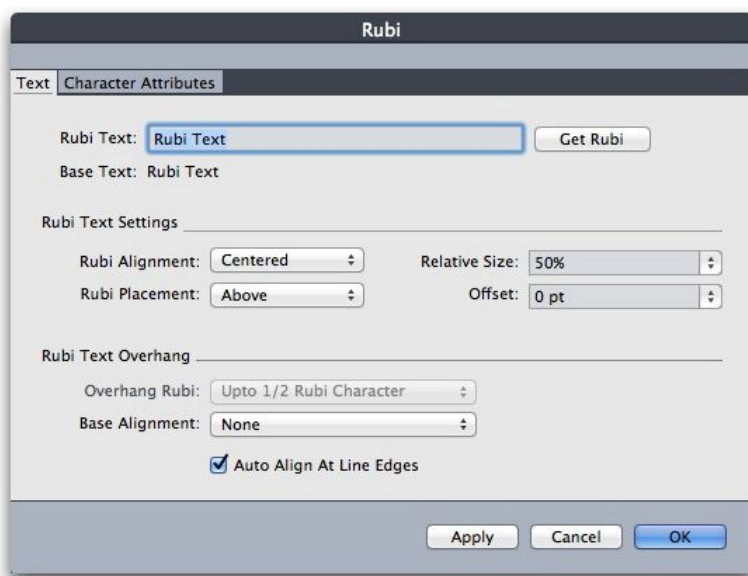 Rubi
Text Character Attributes
Rubi Text: Rubi Text Get Rubi
Base Text: Rubi Text
Rubi Text Settings
Rubi Alignment: Centered Relative Size: 50%
Rubi Placement: Above Offset: 0 pt
Rubi Text Overhang
Overhang Rubi: Upto 1/2 Rubi Character
Base Alignment: None
Auto Align At Line Edges
Apply Cancel OK